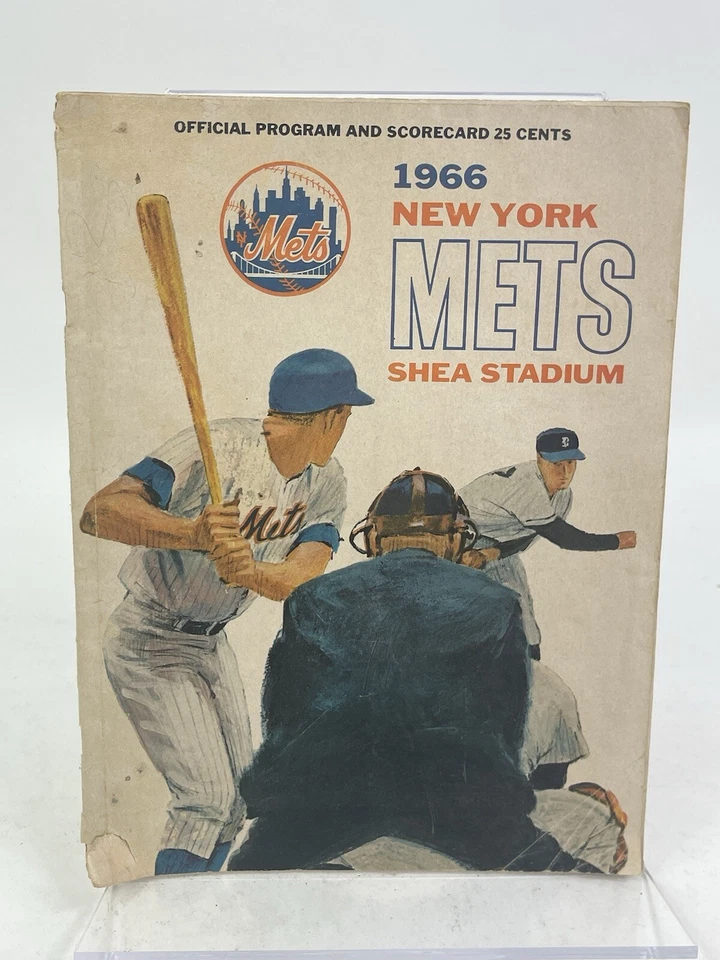 OFFICIAL PROGRAM AND SCORECARD 25 CENTS
Mets
1966
NEW YORK
METS
SHEA STADIUM
Mets